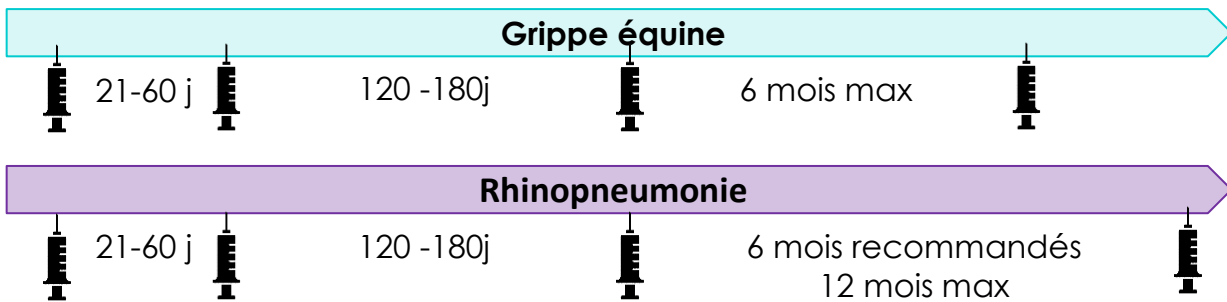 Grippe équine
21-60 j
120 -180j
6 mois max
Rhinopneumonie
21-60 j
120 -180j
6 mois recommandés
12 mois max